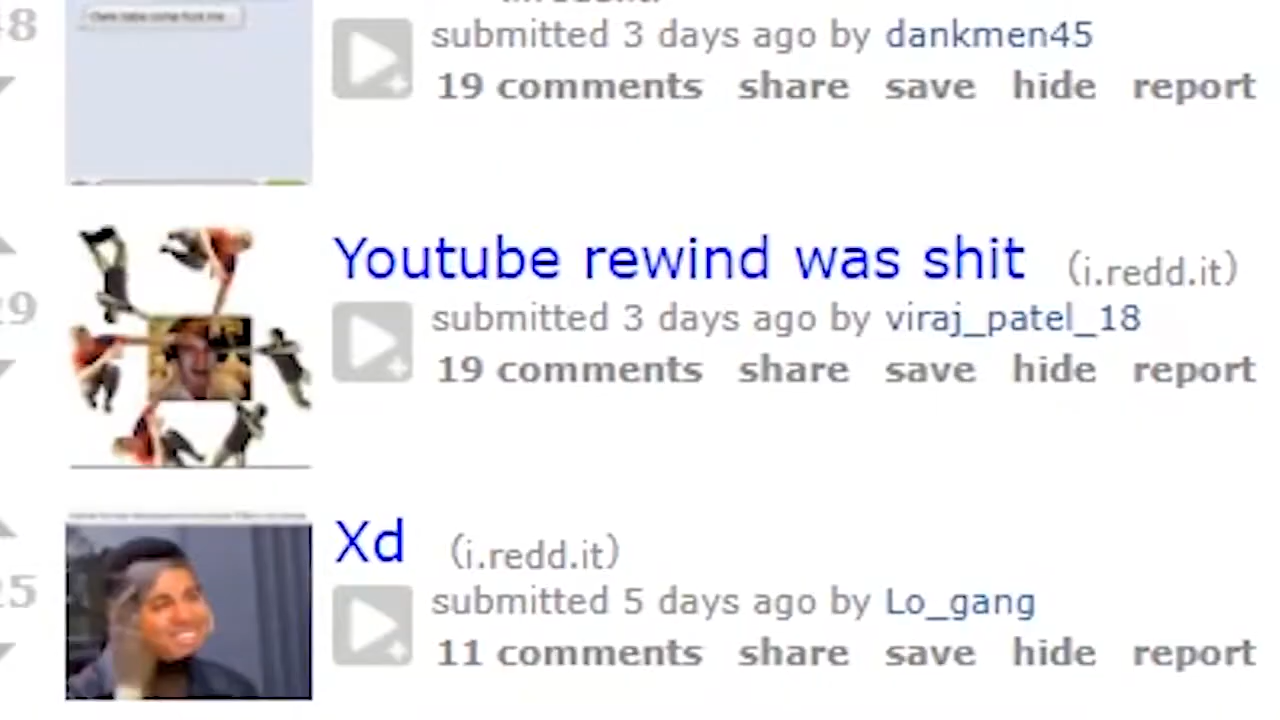 submitted 3 days ago by dankmen45
19 comments share save hide report
Youtube rewind was shit (i.redd.it)
submitted 3 days ago by viraj_patel_18
19 comments share save hide report
Xd (i.redd.it)
submitted 5 days ago by Lo_gang
11 comments share save hide report